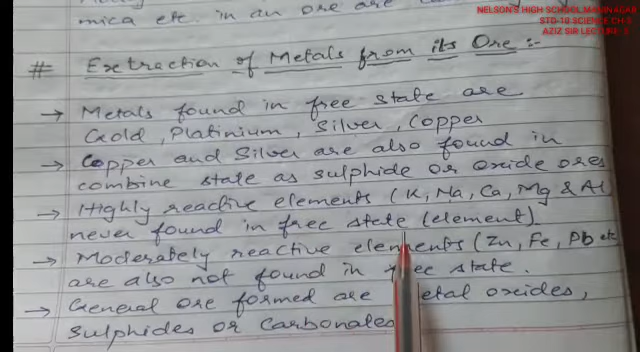 NELSON'S HIGH SCHOOL
STD-10 SCIENCE CH-3
AZIZ SIR LECTURE-
mica etc. in an ore are
# Extraction of Metals from its Ore :-
→ Metals found in free state are
Gold, Platinium, Silver, Copper
→ Copper and Silver are also found in
combine state as sulphide or oxide ores
→ Highly reactive elements (K, Na, Ca, Mg & Al
never found in free state (element)
→ Moderately reactive elements (Zn, Fe, Pb etc
are also not found in free state.
→ General ore formed are metal oxides,
Sulphides or Carbonates